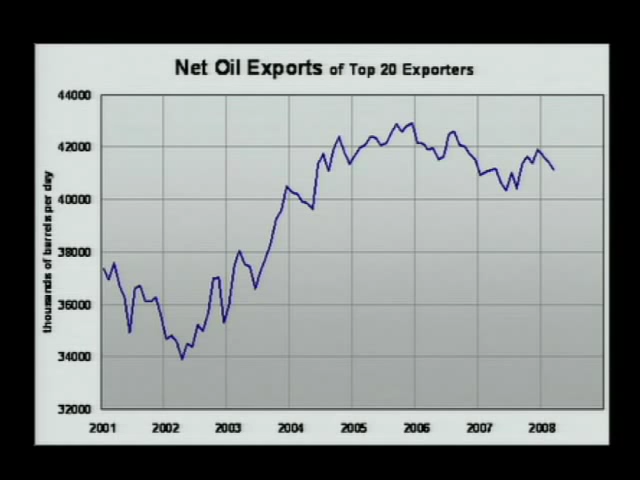 Net Oil Exports of Top 20 Exporters
44000
42000
40000
38000
36000
34000
32000
thousands of barrels per day
2001 2002 2003 2004 2005 2006 2007 2008